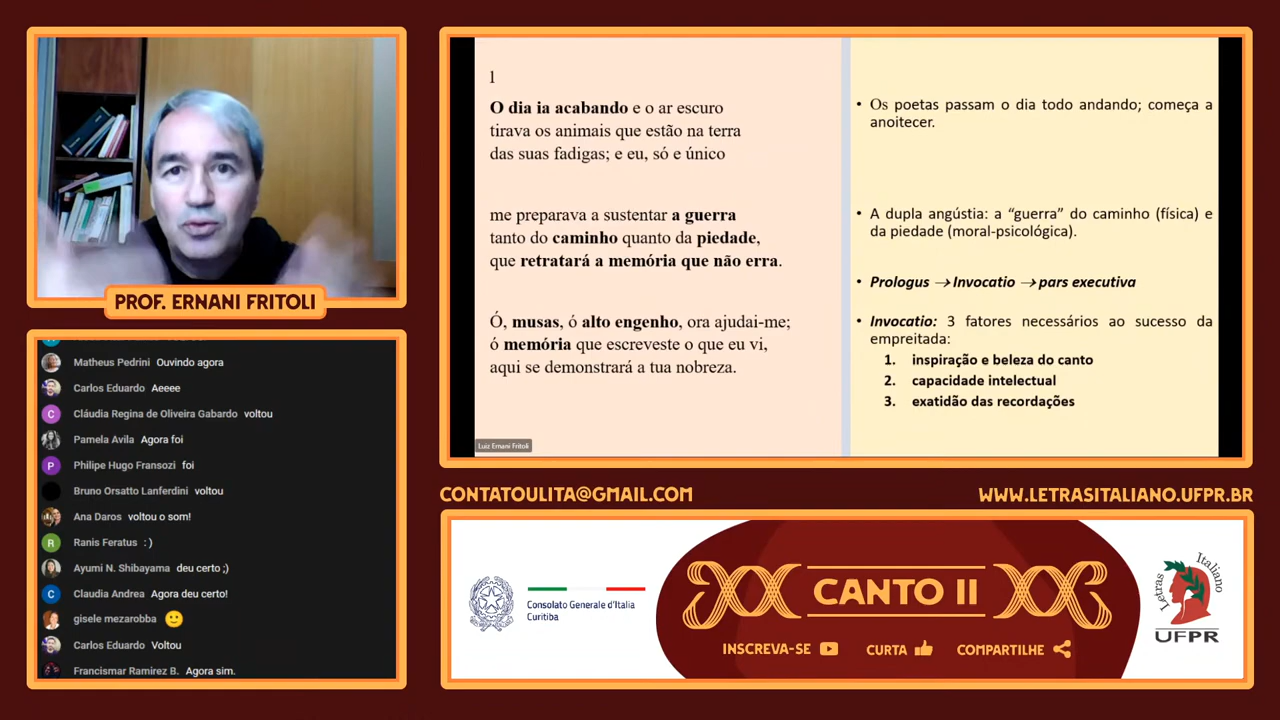 PROF. ERNANI FRITOLI
Matheus Pedrini Ouvindo agora
Carlos Eduardo Aeeee
C Cláudia Regina de Oliveira Gabardo voltou
Pamela Avila Agora foi
P Philipe Hugo Fransozi foi
Bruno Orsatto Lanferdini voltou
Ana Daros voltou o som!
R Ranis Feratus :)
Ayumi N. Shibayama deu certo ;)
C Claudia Andrea Agora deu certo!
gisele mezarobba 🙂
Carlos Eduardo Voltou
Francismar Ramirez B. Agora sim.
1
O dia ia acabando e o ar escuro
tirava os animais que estão na terra
das suas fadigas; e eu, só e único
me preparava a sustentar a guerra
tanto do caminho quanto da piedade,
que retratará a memória que não erra.
Ó, musas, ó alto engenho, ora ajudai-me;
ó memória que escreveste o que eu vi,
aqui se demonstrará a tua nobreza.
Luiz Ernani Fritoli
• Os poetas passam o dia todo andando; começa a
anoitecer.
• A dupla angústia: a “guerra” do caminho (física) e
da piedade (moral-psicológica).
• Prologus → Invocatio → pars executiva
• Invocatio: 3 fatores necessários ao sucesso da
empreitada:
1. inspiração e beleza do canto
2. capacidade intelectual
3. exatidão das recordações
CONTATOULITA@GMAIL.COM
WWW.LETRASITALIANO.UFPR.BR
Consolato Generale d'Italia
Curitiba
CANTO II
INSCREVA-SE
CURTA
COMPARTILHE
Letras Italiano
UFPR